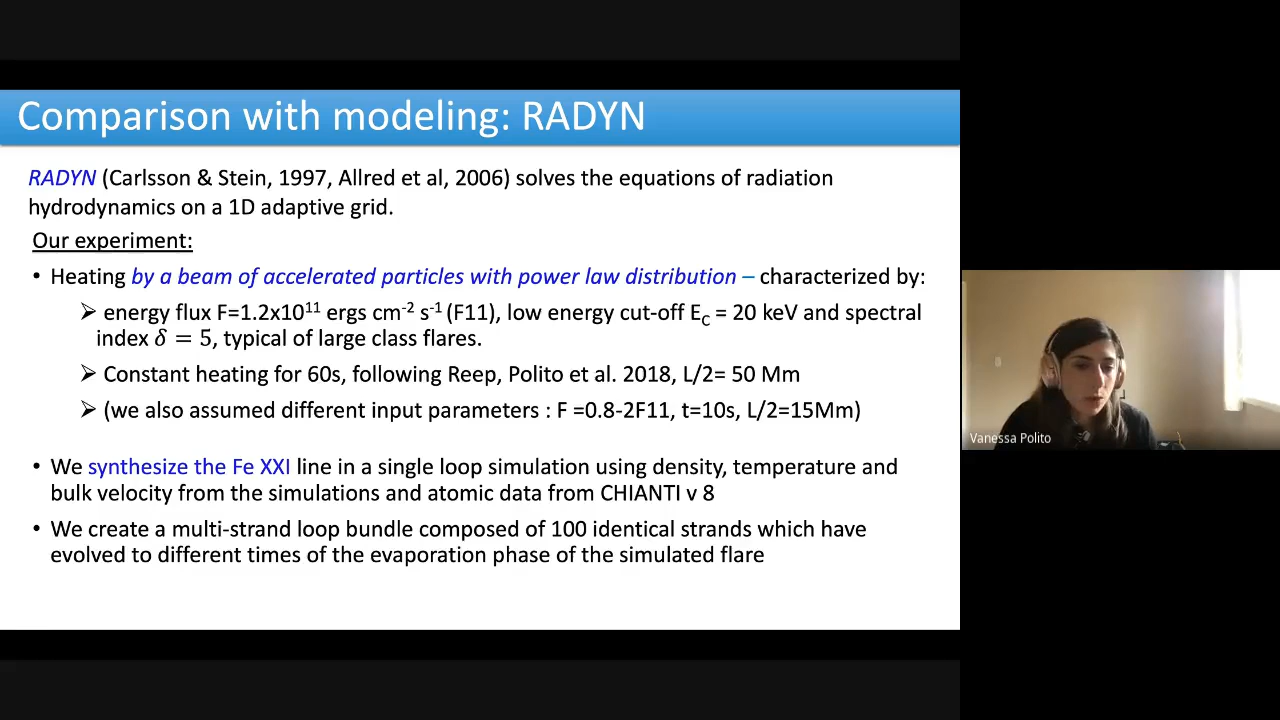 Comparison with modeling: RADYN
RADYN (Carlsson & Stein, 1997, Allred et al, 2006) solves the equations of radiation
hydrodynamics on a 1D adaptive grid.
Our experiment:
• Heating by a beam of accelerated particles with power law distribution – characterized by:
➢ energy flux F=1.2x10¹¹ ergs cm⁻² s⁻¹ (F11), low energy cut-off E_C = 20 keV and spectral
index δ = 5, typical of large class flares.
➢ Constant heating for 60s, following Reep, Polito et al. 2018, L/2= 50 Mm
➢ (we also assumed different input parameters : F =0.8-2F11, t=10s, L/2=15Mm)
• We synthesize the Fe XXI line in a single loop simulation using density, temperature and
bulk velocity from the simulations and atomic data from CHIANTI v 8
• We create a multi-strand loop bundle composed of 100 identical strands which have
evolved to different times of the evaporation phase of the simulated flare
Vanessa Polito